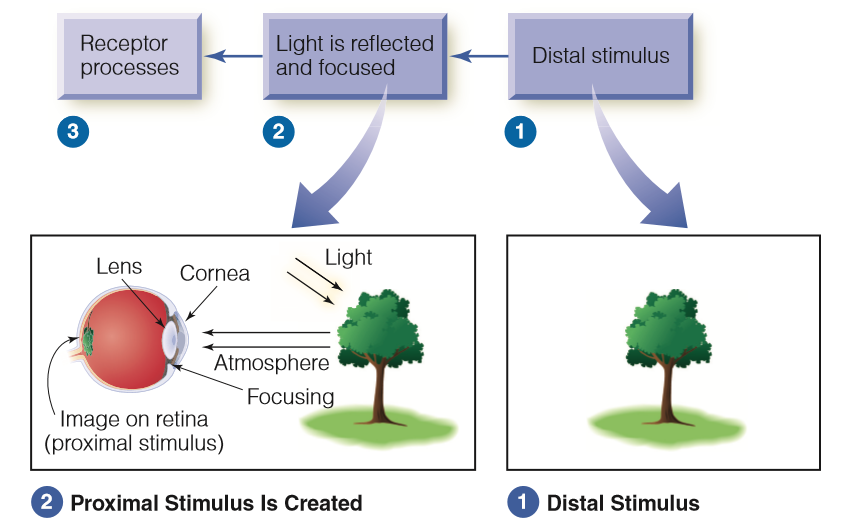 Receptor
processes
Light is reflected
and focused
Distal stimulus
3
2
1
Lens
Cornea
Light
Atmosphere
Focusing
Image on retina
(proximal stimulus)
2 Proximal Stimulus Is Created
1 Distal Stimulus